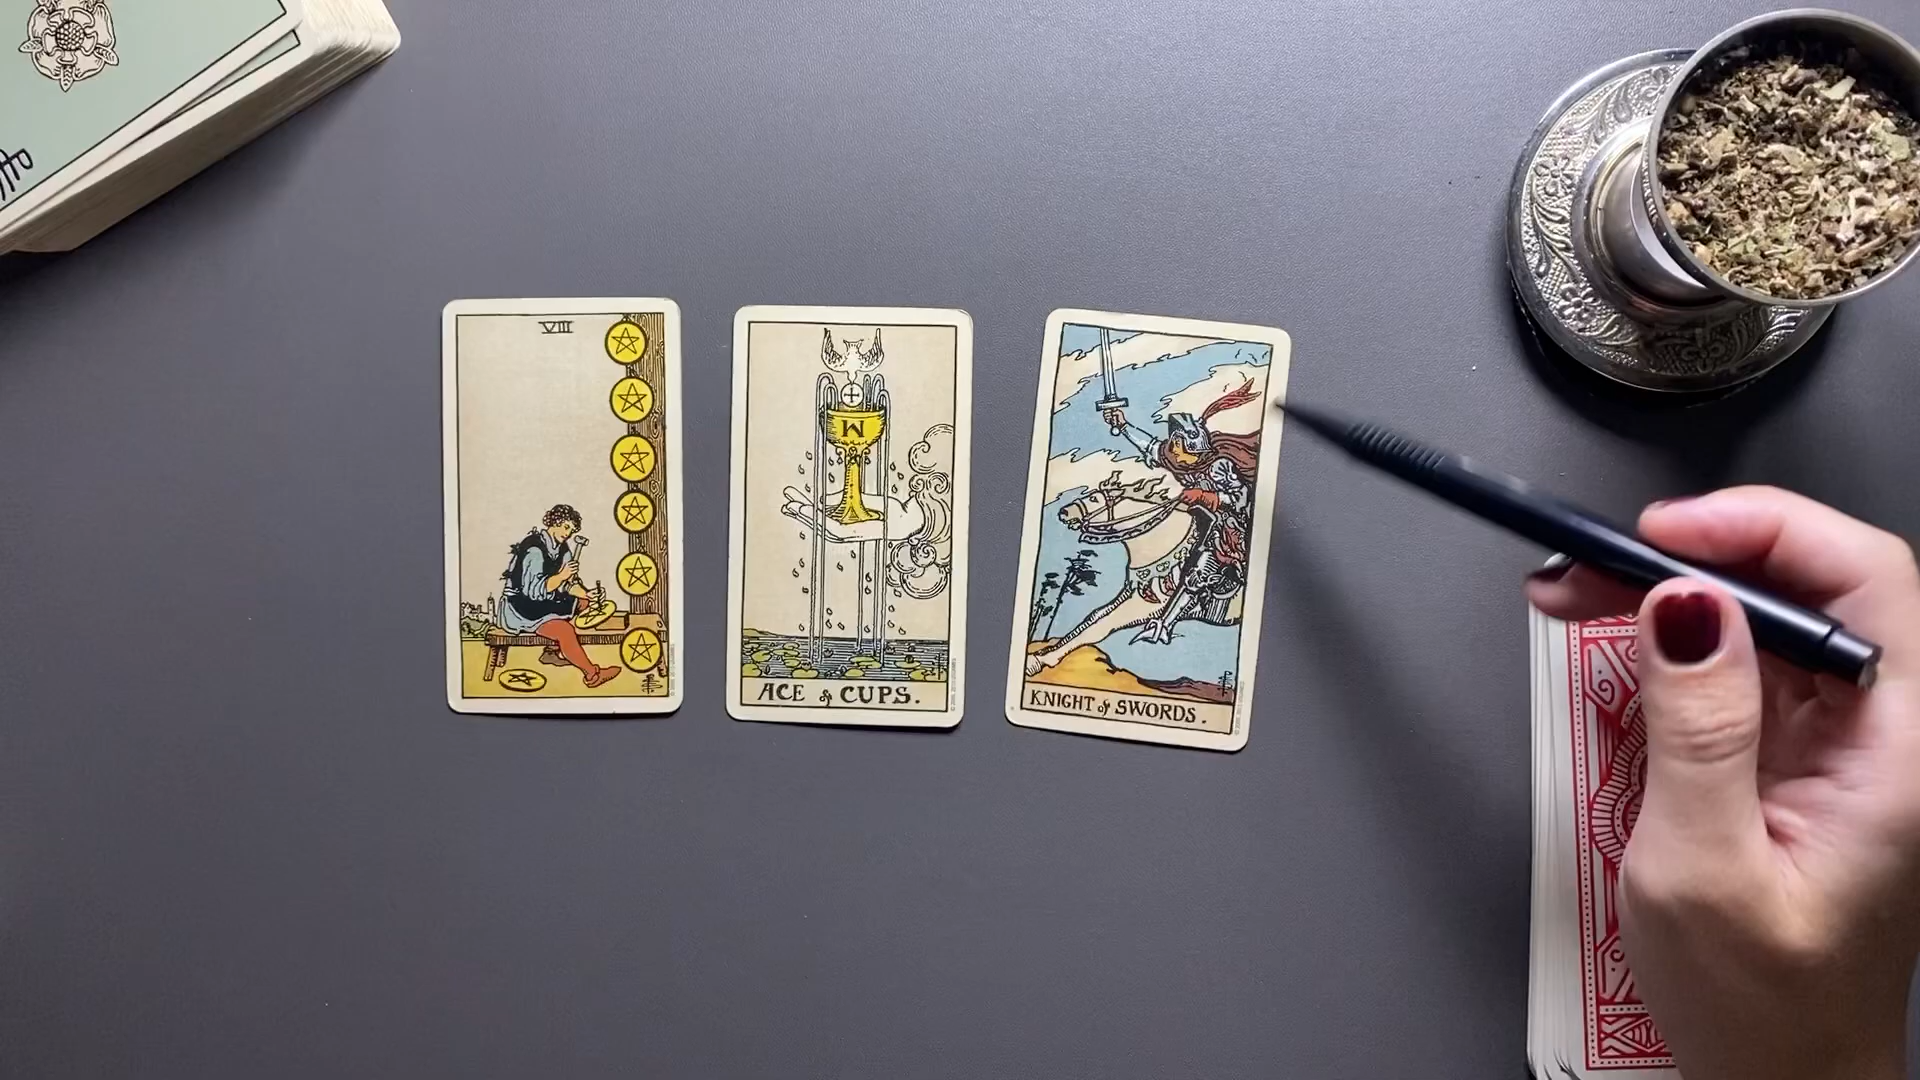 VIII
W
ACE of CUPS.
KNIGHT of SWORDS.